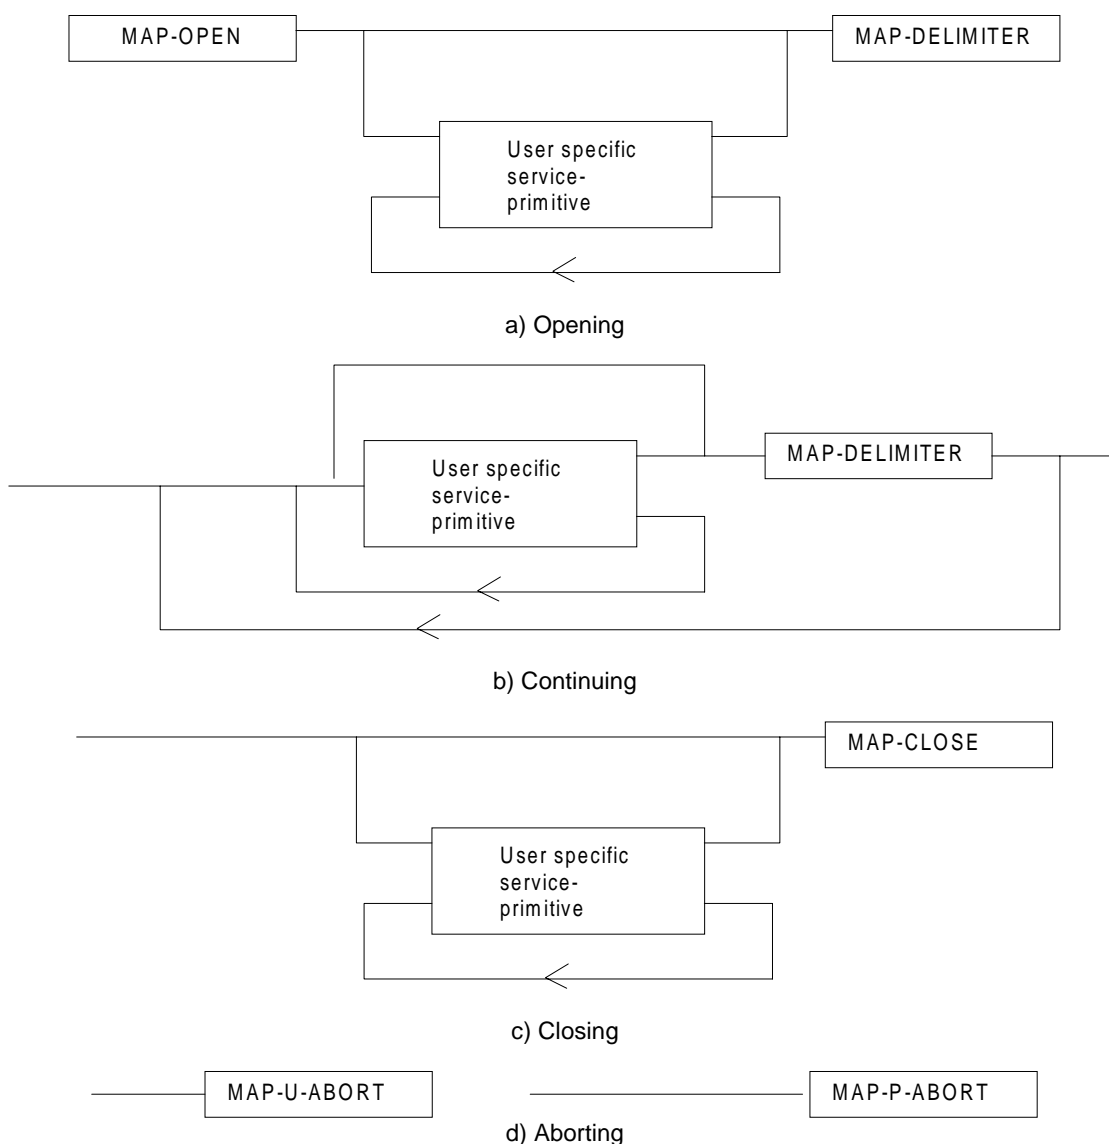 MAP-OPEN
MAP-DELIMITER
User specific
service-
primitive
a) Opening
MAP-DELIMITER
User specific
service-
primitive
b) Continuing
MAP-CLOSE
User specific
service-
primitive
c) Closing
MAP-U-ABORT
MAP-P-ABORT
d) Aborting